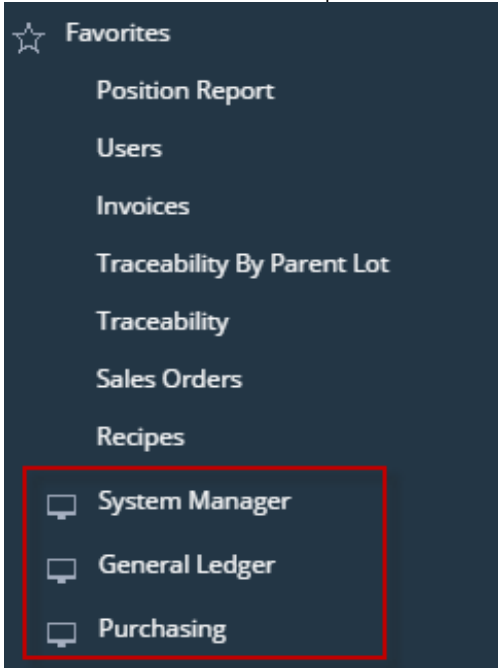 Favorites
Position Report
Users
Invoices
Traceability By Parent Lot
Traceability
Sales Orders
Recipes
System Manager
General Ledger
Purchasing